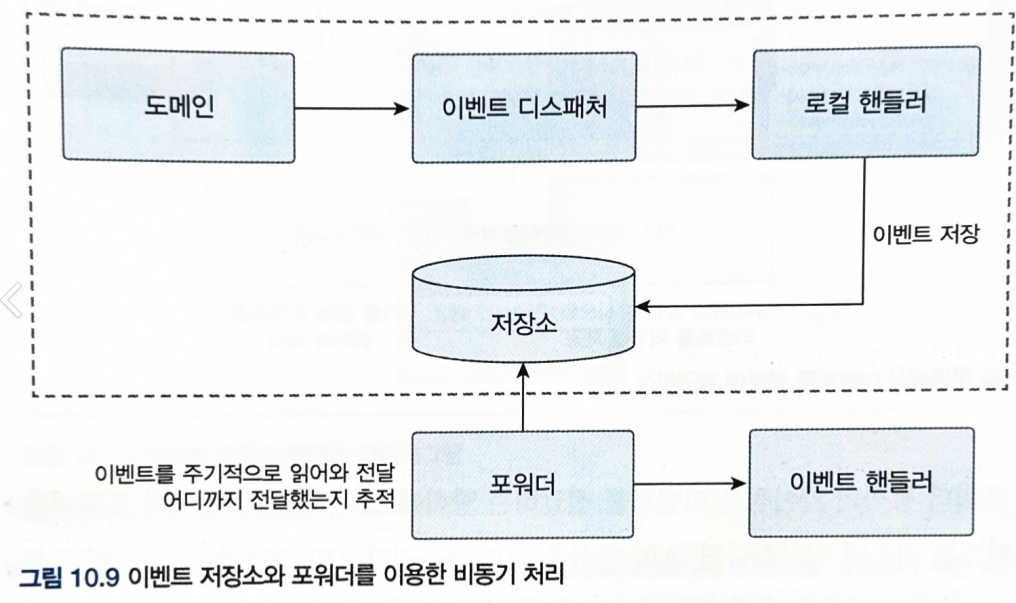 도메인
이벤트 디스패처
로컬 핸들러
이벤트 저장
저장소
이벤트를 주기적으로 읽어와 전달
어디까지 전달했는지 추적
포워더
이벤트 핸들러
그림 10.9 이벤트 저장소와 포워더를 이용한 비동기 처리